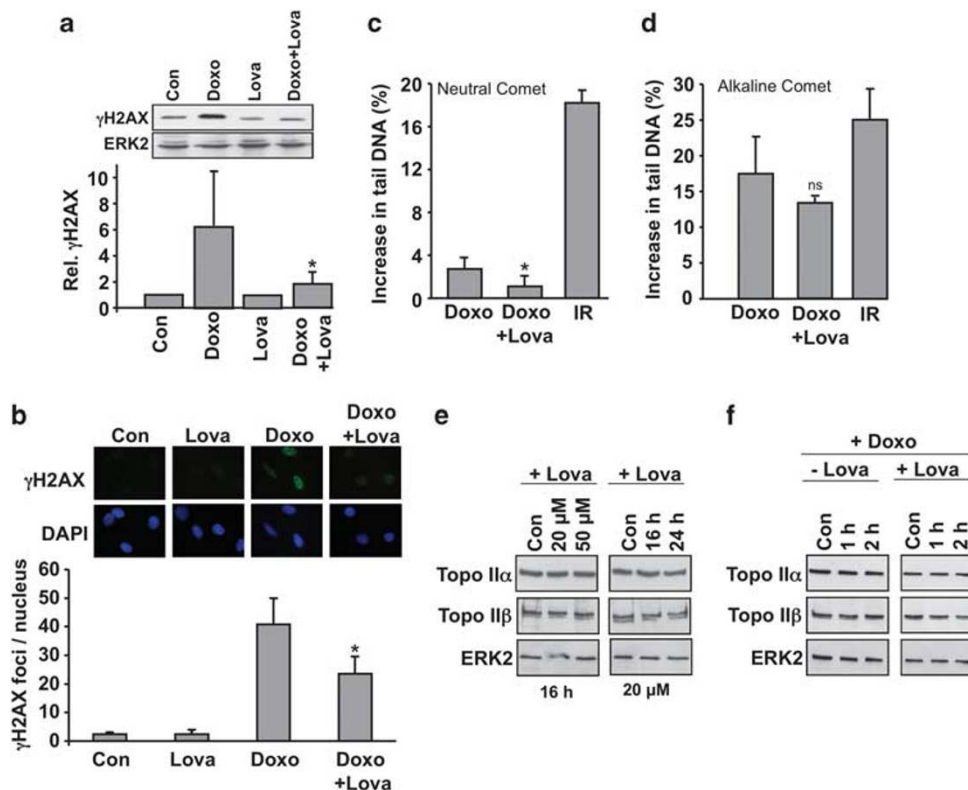 a
Con
Doxo
Lova
Doxo+Lova
γH2AX
ERK2
Rel. γH2AX
10
8
6
4
2
0
Con
Doxo
Lova
Doxo
+Lova
*
c
Neutral Comet
Increase in tail DNA (%)
20
16
12
8
4
0
*
Doxo
Doxo
+Lova
IR
d
Alkaline Comet
Increase in tail DNA (%)
30
25
20
15
10
5
0
ns
Doxo
Doxo
+Lova
IR
b
Con
Lova
Doxo
Doxo
+Lova
γH2AX
DAPI
γH2AX foci / nucleus
60
50
40
30
20
10
0
*
Con
Lova
Doxo
Doxo
+Lova
e
+ Lova
+ Lova
Con
20 µM
50 µM
Con
16 h
24 h
Topo IIα
Topo IIβ
ERK2
16 h
20 µM
f
+ Doxo
- Lova
+ Lova
Con
1 h
2 h
Con
1 h
2 h
Topo IIα
Topo IIβ
ERK2